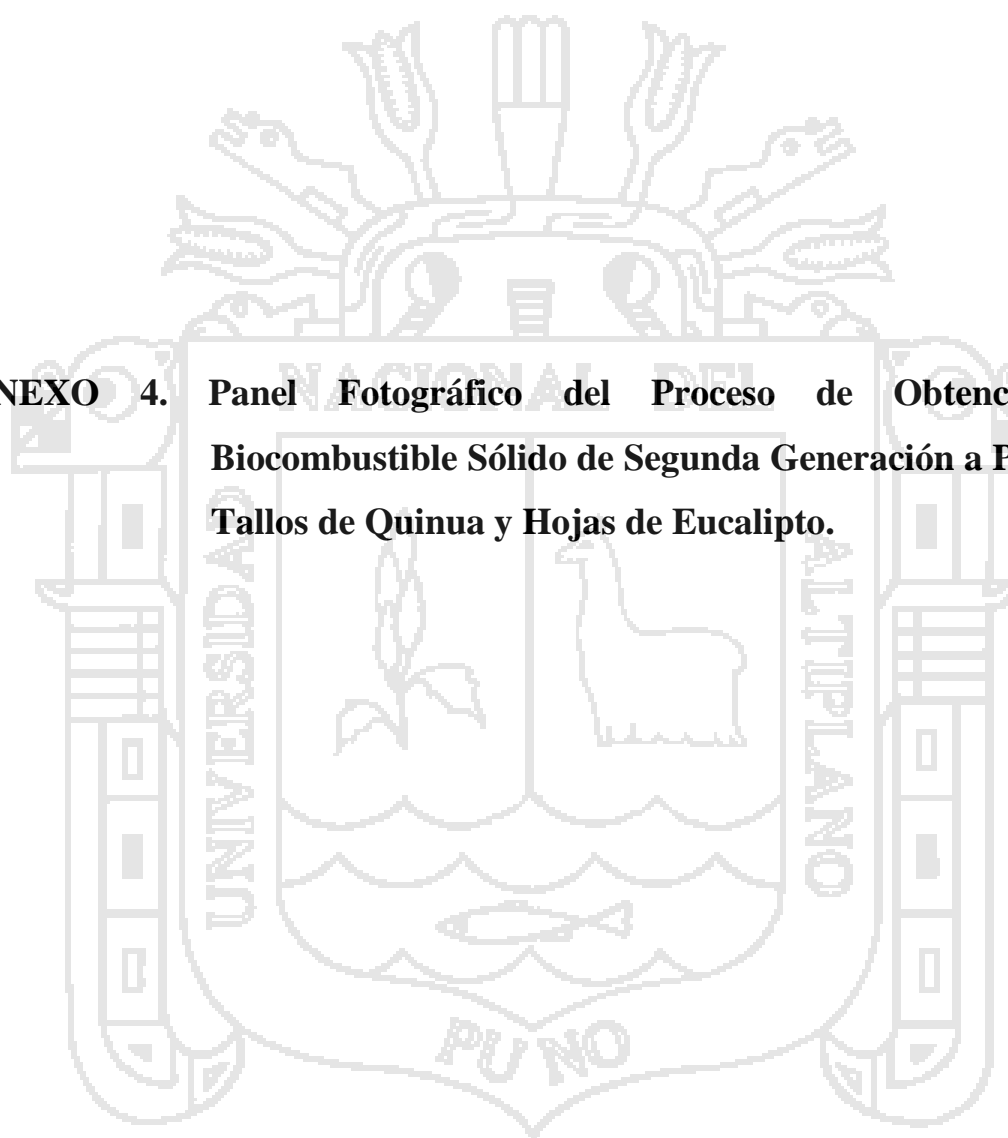 NEXO 4. Panel Fotográfico del Proceso de Obtenc
Biocombustible Sólido de Segunda Generación a P
Tallos de Quinua y Hojas de Eucalipto.
NACIONAL DEL
UNIVERSIDAD
ALTIPLANO
PUNO